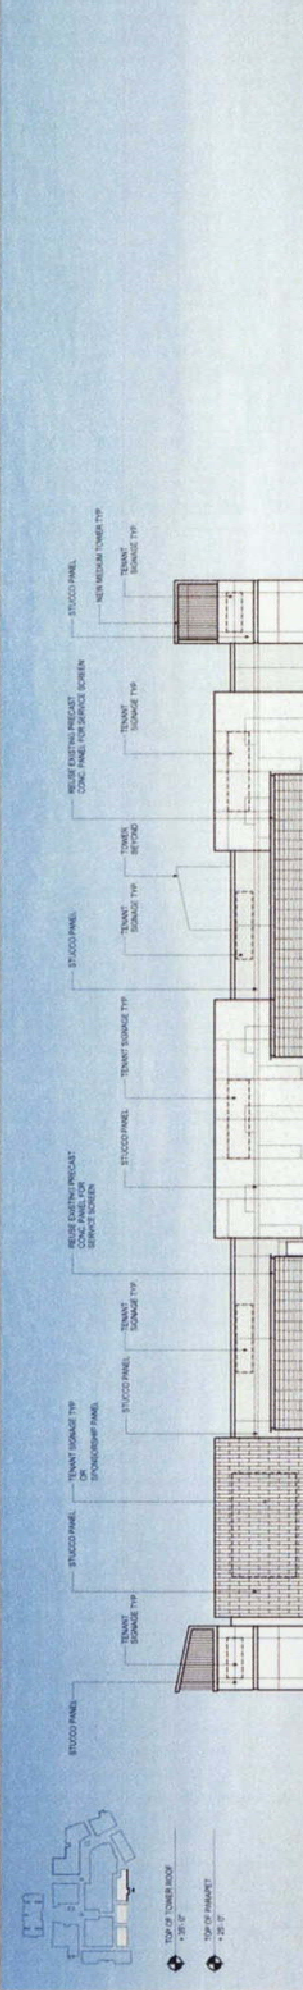 STUCCO PANEL
STUCCO PANEL
TENANT SIGNAGE TYP
OR
SPONSORSHIP PANEL
REUSE EXISTING PRECAST
CONC. PANEL FOR
SERVICE SCREEN
STUCCO PANEL
REUSE EXISTING PRECAST
CONC. PANEL FOR SERVICE SCREEN
STUCCO PANEL
NEW MEDIUM TOWER TYP
TENANT
SIGNAGE TYP
STUCCO PANEL
TENANT
SIGNAGE TYP
STUCCO PANEL
TENANT SIGNAGE TYP
TENANT
SIGNAGE TYP
TOWER
BEYOND
TENANT
SIGNAGE TYP
TENANT
SIGNAGE TYP
TOP OF TOWER ROOF
TOP OF PARAPET